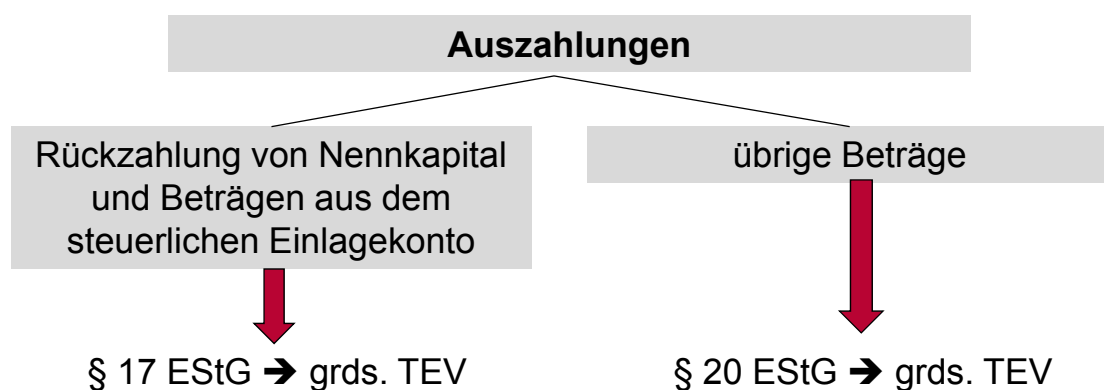 Auszahlungen
Rückzahlung von Nennkapital
und Beträgen aus dem
steuerlichen Einlagekonto
übrige Beträge
§ 17 EStG ➔ grds. TEV
§ 20 EStG ➔ grds. TEV